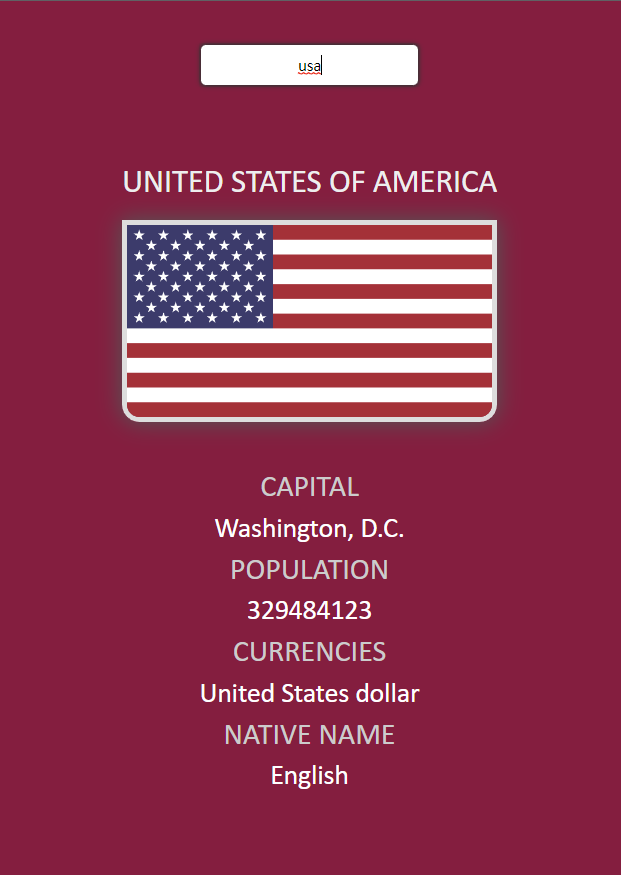 usa
UNITED STATES OF AMERICA
CAPITAL
Washington, D.C.
POPULATION
329484123
CURRENCIES
United States dollar
NATIVE NAME
English